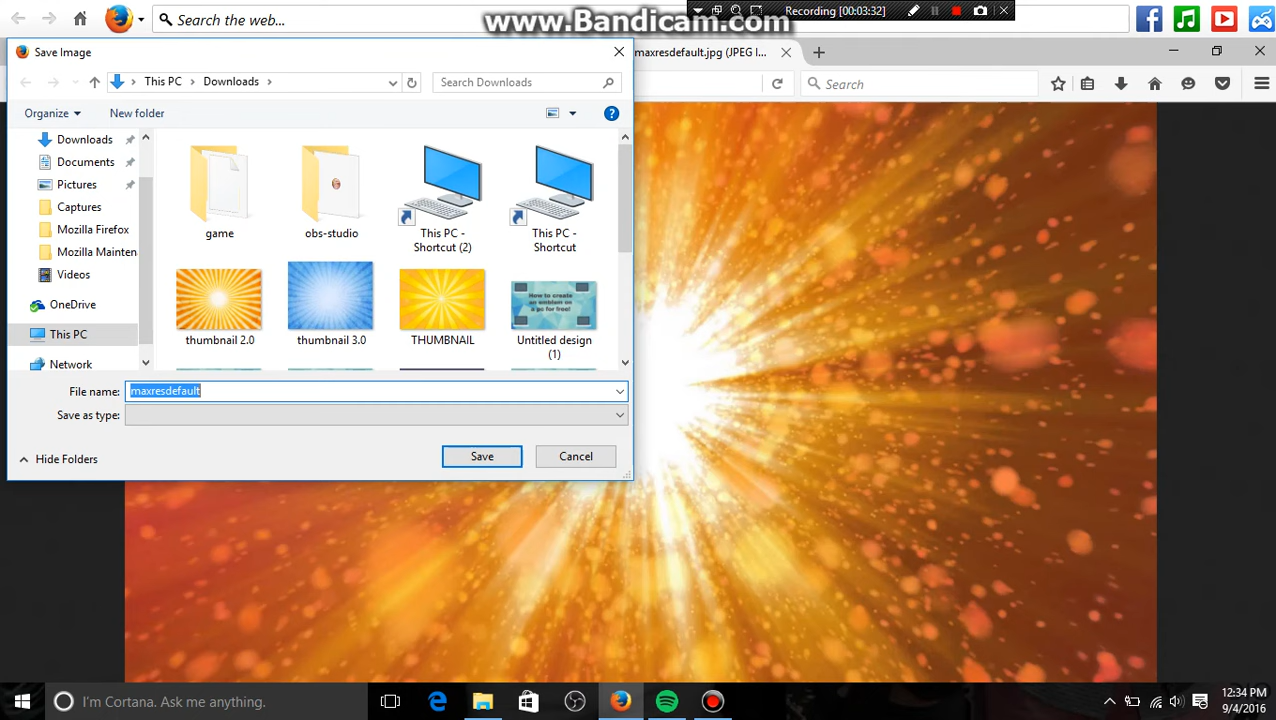 Search the web...
www.Bandicam.com
Recording [00:03:32]
Save Image
maxresdefault.jpg (JPEG I...
This PC
Downloads
Search Downloads
Search
Organize
New folder
Downloads
Documents
Pictures
Captures
Mozilla Firefox
Mozilla Mainten
Videos
OneDrive
This PC
Network
game
obs-studio
This PC -
Shortcut (2)
This PC -
Shortcut
How to create
an emblem on
a pc for free!
thumbnail 2.0
thumbnail 3.0
THUMBNAIL
Untitled design
(1)
File name:
maxresdefault
Save as type:
Hide Folders
Save
Cancel
I'm Cortana. Ask me anything.
12:34 PM
9/4/2016